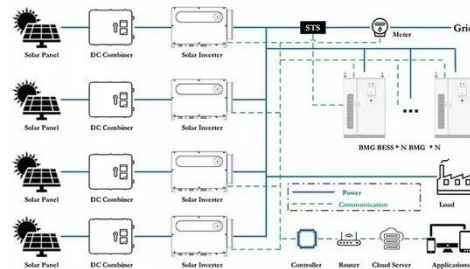 STS
Meter
Grid
Solar Panel
DC Combiner
Solar Inverter
Solar Panel
DC Combiner
Solar Inverter
BMG BESS * N BMG * N
Solar Panel
DC Combiner
Solar Inverter
Power
Communication
Load
Solar Panel
DC Combiner
Solar Inverter
Controller
Router
Cloud Server
Applications